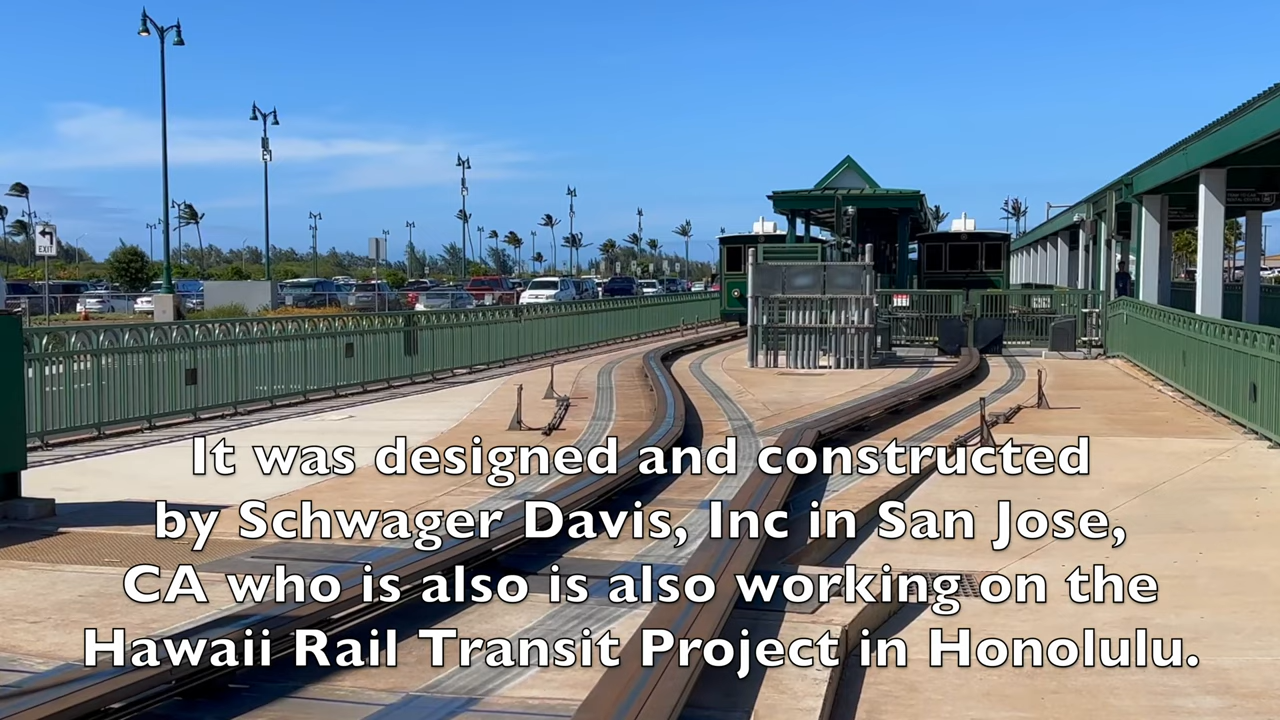 EXIT
It was designed and constructed
by Schwager Davis, Inc in San Jose,
CA who is also is also working on the
Hawaii Rail Transit Project in Honolulu.